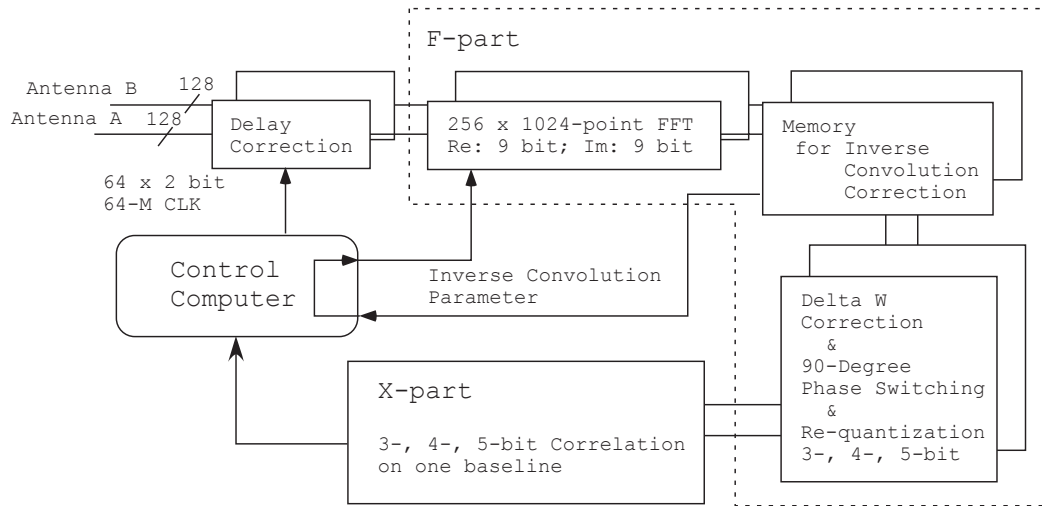 F-part
Antenna B
128
Antenna A
128
Delay
Correction
256 x 1024-point FFT
Re: 9 bit; Im: 9 bit
Memory
for Inverse
Convolution
Correction
64 x 2 bit
64-M CLK
Control
Computer
Inverse Convolution
Parameter
Delta W
Correction
&
90-Degree
Phase Switching
&
Re-quantization
3-, 4-, 5-bit
X-part
3-, 4-, 5-bit Correlation
on one baseline